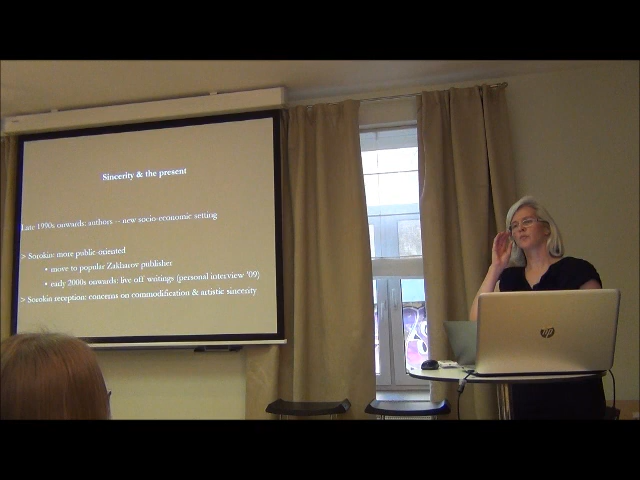 Sincerity & the present
Late 1990s onwards: authors – new socio-economic setting
> Sorokin: more public-oriented
• move to popular Zakharov publisher
• early 2000s onwards: live off writings (personal interview '09)
> Sorokin reception: concerns on commodification & artistic sincerity
hp